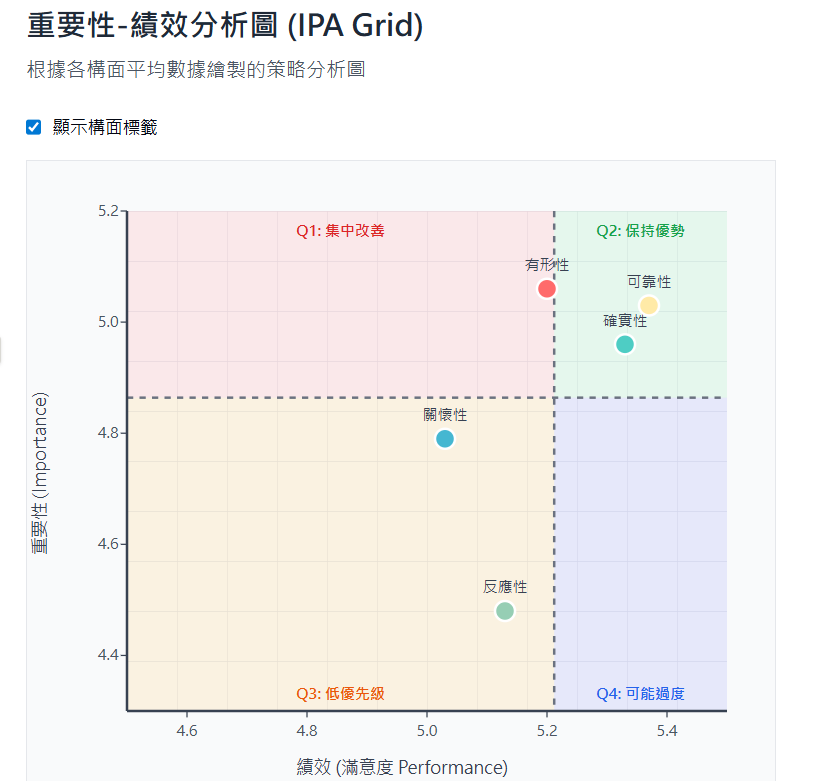 重要性-績效分析圖 (IPA Grid)
根據各構面平均數據繪製的策略分析圖
顯示構面標籤
5.2
Q1: 集中改善
Q2: 保持優勢
有形性
可靠性
確實性
5.0
關懷性
4.8
重要性 (Importance)
4.6
反應性
4.4
Q3: 低優先級
Q4: 可能過度
4.6
4.8
5.0
5.2
5.4
績效 (滿意度 Performance)